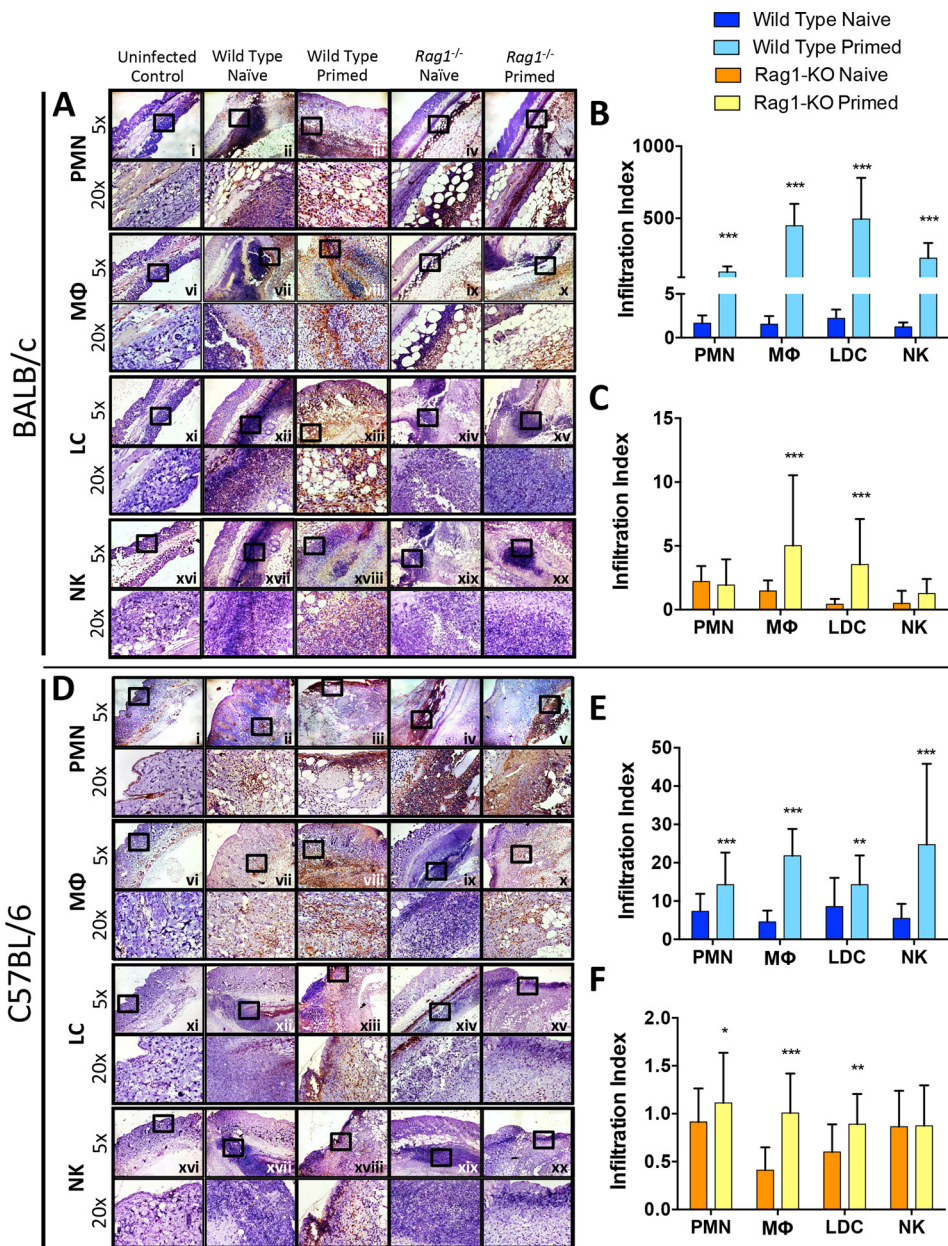 Wild Type Naive
Wild Type Primed
Rag1-KO Naive
Rag1-KO Primed
Uninfected Control
Wild Type Naïve
Wild Type Primed
Rag1-/- Naïve
Rag1-/- Primed
BALB/c
A
PMN
5x
i
ii
iii
iv
v
20x
MΦ
5x
vi
vii
viii
ix
x
20x
LC
5x
xi
xii
xiii
xiv
xv
20x
NK
5x
xvi
xvii
xviii
xix
xx
20x
B
Infiltration Index
1000
500
5
0
***
***
***
***
PMN MΦ LDC NK
C
Infiltration Index
15
10
5
0
***
***
PMN MΦ LDC NK
C57BL/6
D
PMN
5x
i
ii
iii
iv
v
20x
MΦ
5x
vi
vii
viii
ix
x
20x
LC
5x
xi
xii
xiii
xiv
xv
20x
NK
5x
xvi
xvii
xviii
xix
xx
20x
E
Infiltration Index
50
40
30
20
10
0
***
***
**
***
PMN MΦ LDC NK
F
Infiltration Index
2.0
1.5
1.0
0.5
0.0
*
***
**
PMN MΦ LDC NK